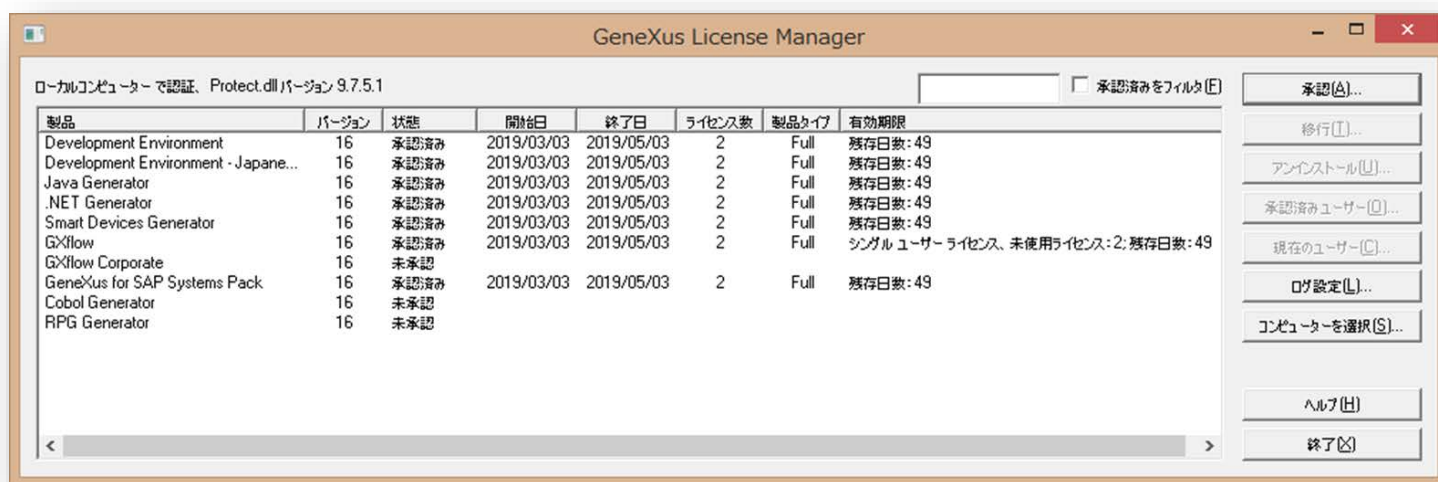 GeneXus License Manager
ローカルコンピューター で認証、Protect.dll バージョン 9.7.5.1
承認済みをフィルタ(F)
承認(A)...
製品 バージョン 状態 開始日 終了日 ライセンス数 製品タイプ 有効期限
Development Environment 16 承認済み 2019/03/03 2019/05/03 2 Full 残存日数: 49
Development Environment - Japane... 16 承認済み 2019/03/03 2019/05/03 2 Full 残存日数: 49
Java Generator 16 承認済み 2019/03/03 2019/05/03 2 Full 残存日数: 49
.NET Generator 16 承認済み 2019/03/03 2019/05/03 2 Full 残存日数: 49
Smart Devices Generator 16 承認済み 2019/03/03 2019/05/03 2 Full 残存日数: 49
GXflow 16 承認済み 2019/03/03 2019/05/03 2 Full シングル ユーザー ライセンス、未使用ライセンス: 2; 残存日数: 49
GXflow Corporate 16 未承認
GeneXus for SAP Systems Pack 16 承認済み 2019/03/03 2019/05/03 2 Full 残存日数: 49
Cobol Generator 16 未承認
RPG Generator 16 未承認
移行(T)...
アンインストール(U)...
承認済みユーザー(O)...
現在のユーザー(C)...
ログ設定(L)...
コンピューターを選択(S)...
ヘルプ(H)
終了(X)